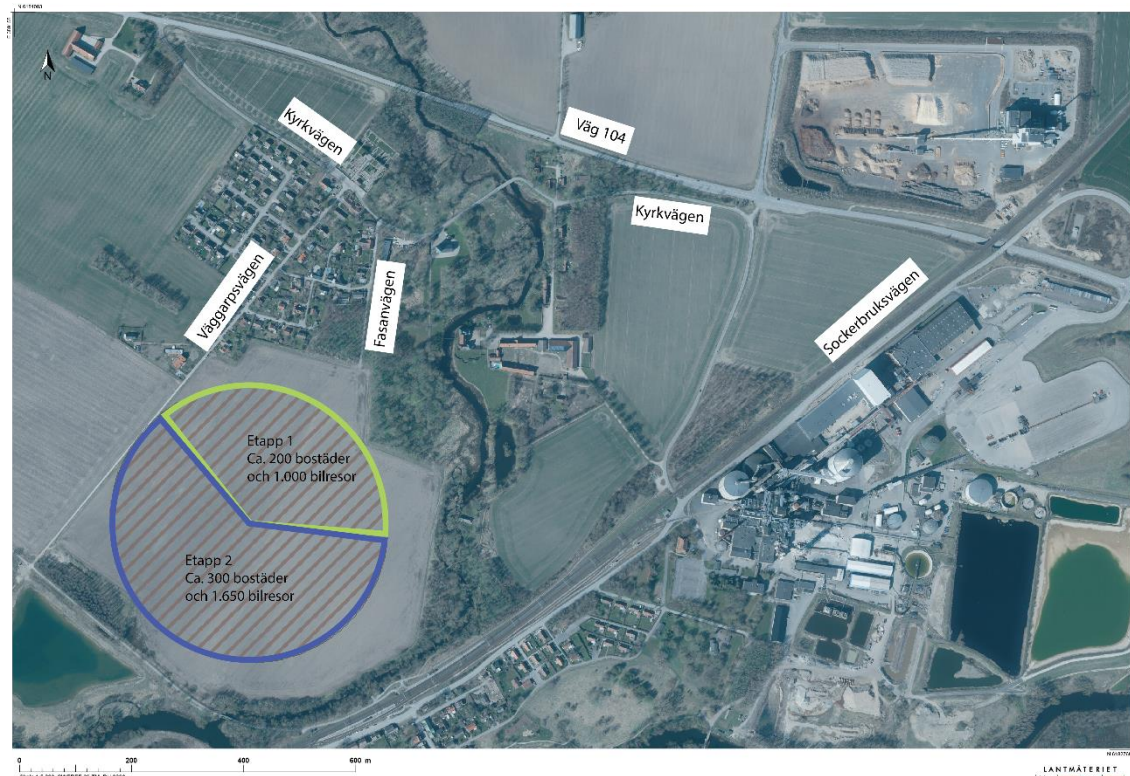 N
Kyrkvägen
Väg 104
Kyrkvägen
Väggarpsvägen
Fasanvägen
Sockerbruksvägen
Etapp 1
Ca. 200 bostäder
och 1.000 bilresor
Etapp 2
Ca. 300 bostäder
och 1.650 bilresor
0 200 400 600 m
LANTMÄTERIET